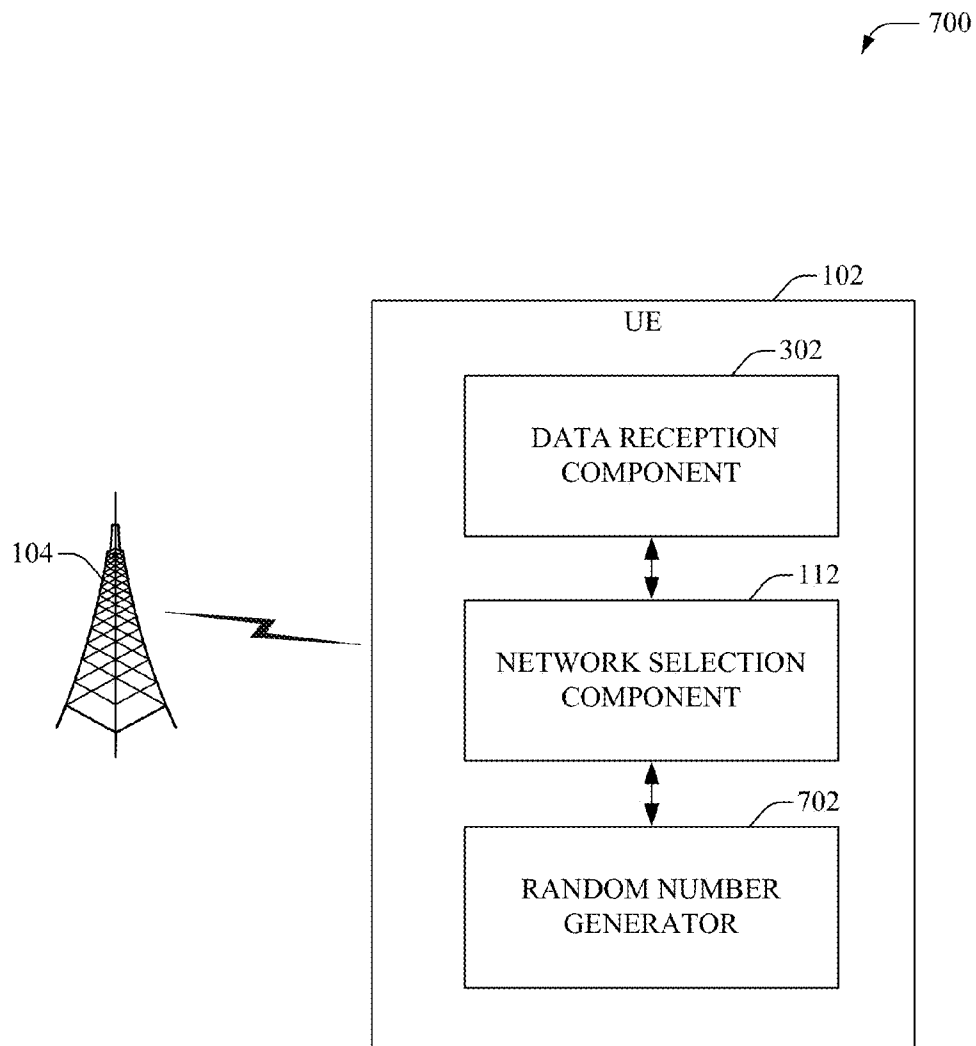 700
102
UE
302
DATA RECEPTION
COMPONENT
104
112
NETWORK SELECTION
COMPONENT
702
RANDOM NUMBER
GENERATOR